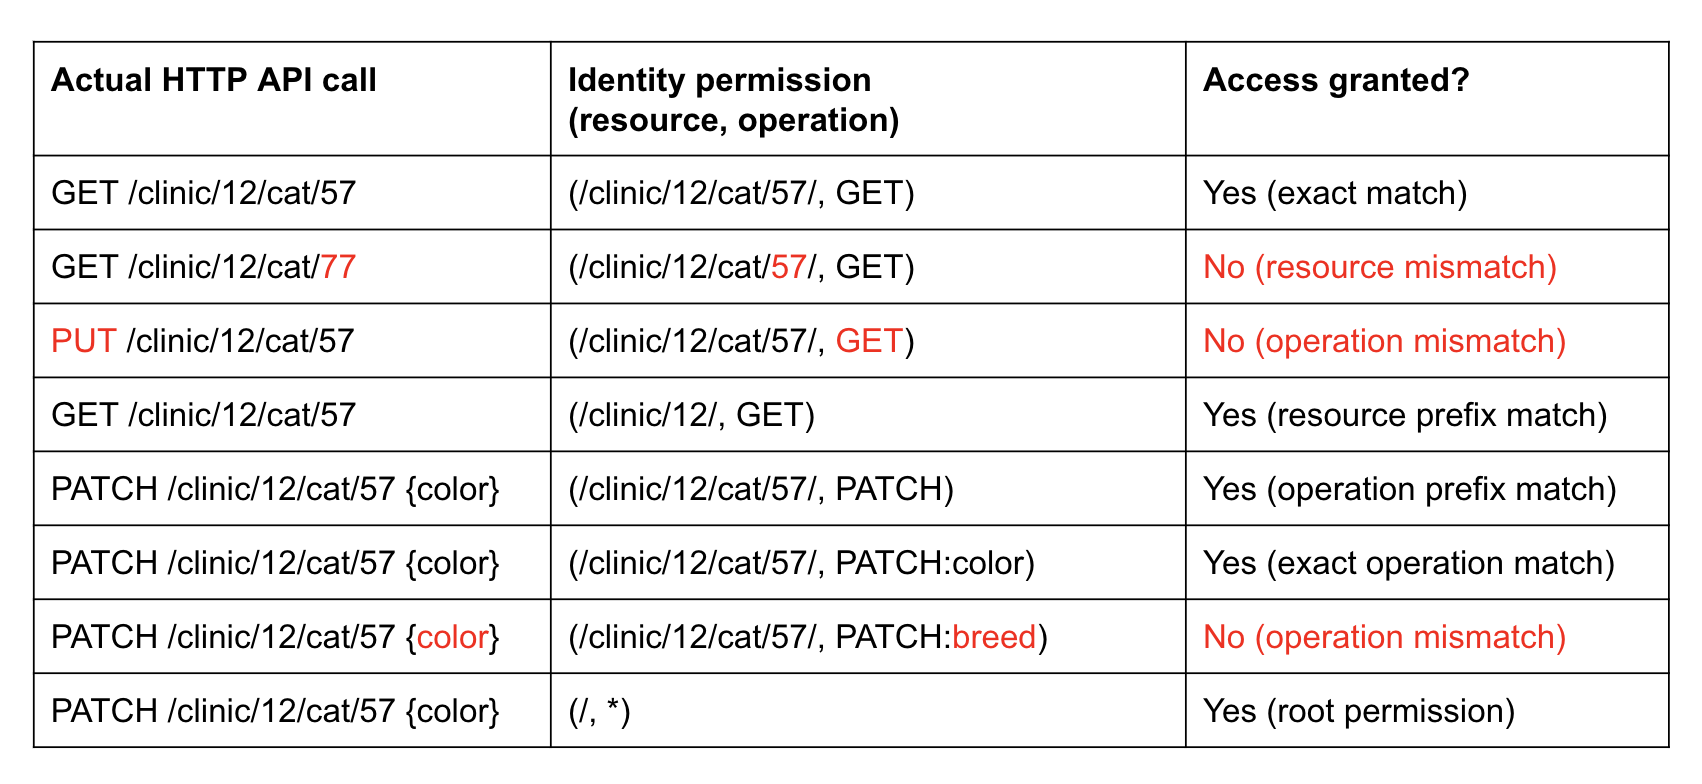 Actual HTTP API call
Identity permission
(resource, operation)
Access granted?
GET /clinic/12/cat/57
(/clinic/12/cat/57/, GET)
Yes (exact match)
GET /clinic/12/cat/77
(/clinic/12/cat/57/, GET)
No (resource mismatch)
PUT /clinic/12/cat/57
(/clinic/12/cat/57/, GET)
No (operation mismatch)
GET /clinic/12/cat/57
(/clinic/12/, GET)
Yes (resource prefix match)
PATCH /clinic/12/cat/57 {color}
(/clinic/12/cat/57/, PATCH)
Yes (operation prefix match)
PATCH /clinic/12/cat/57 {color}
(/clinic/12/cat/57/, PATCH:color)
Yes (exact operation match)
PATCH /clinic/12/cat/57 {color}
(/clinic/12/cat/57/, PATCH:breed)
No (operation mismatch)
PATCH /clinic/12/cat/57 {color}
(/, *)
Yes (root permission)